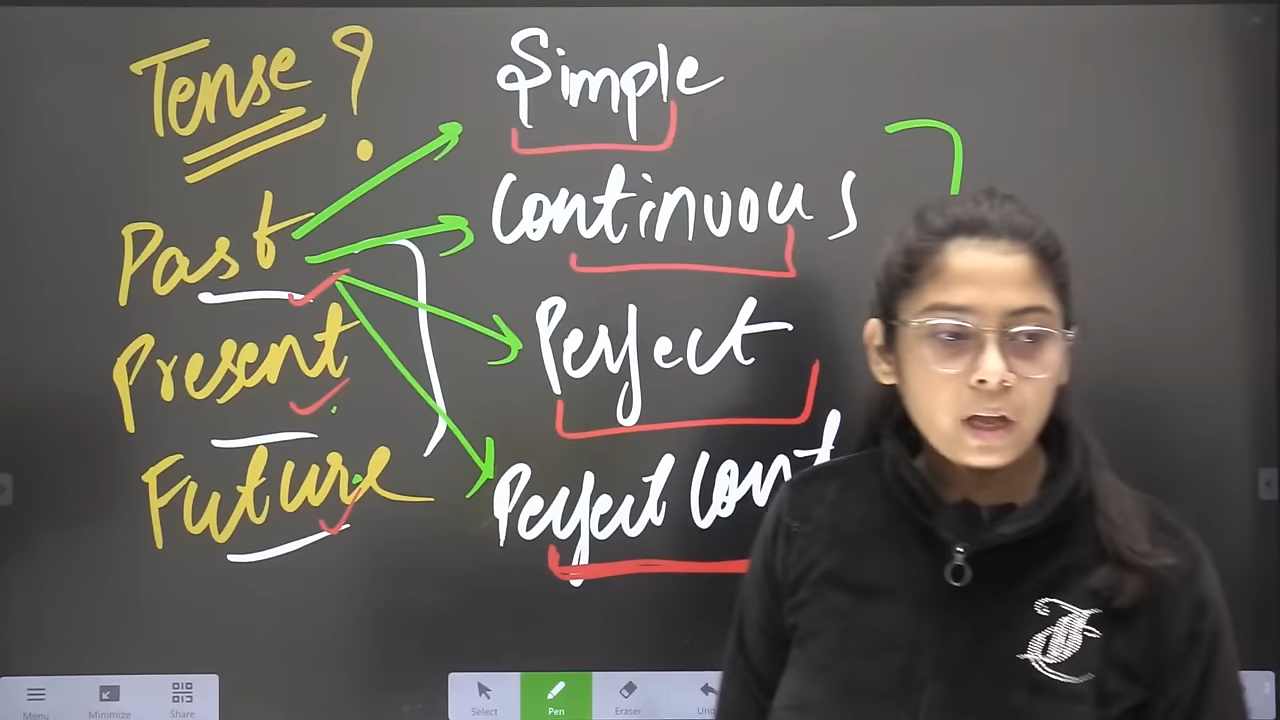 Tense ?
Past
Present
Future
Simple
Continuous
Perfect
Perfect Cont
Menu
Minimize
Share
Select
Pen
Eraser